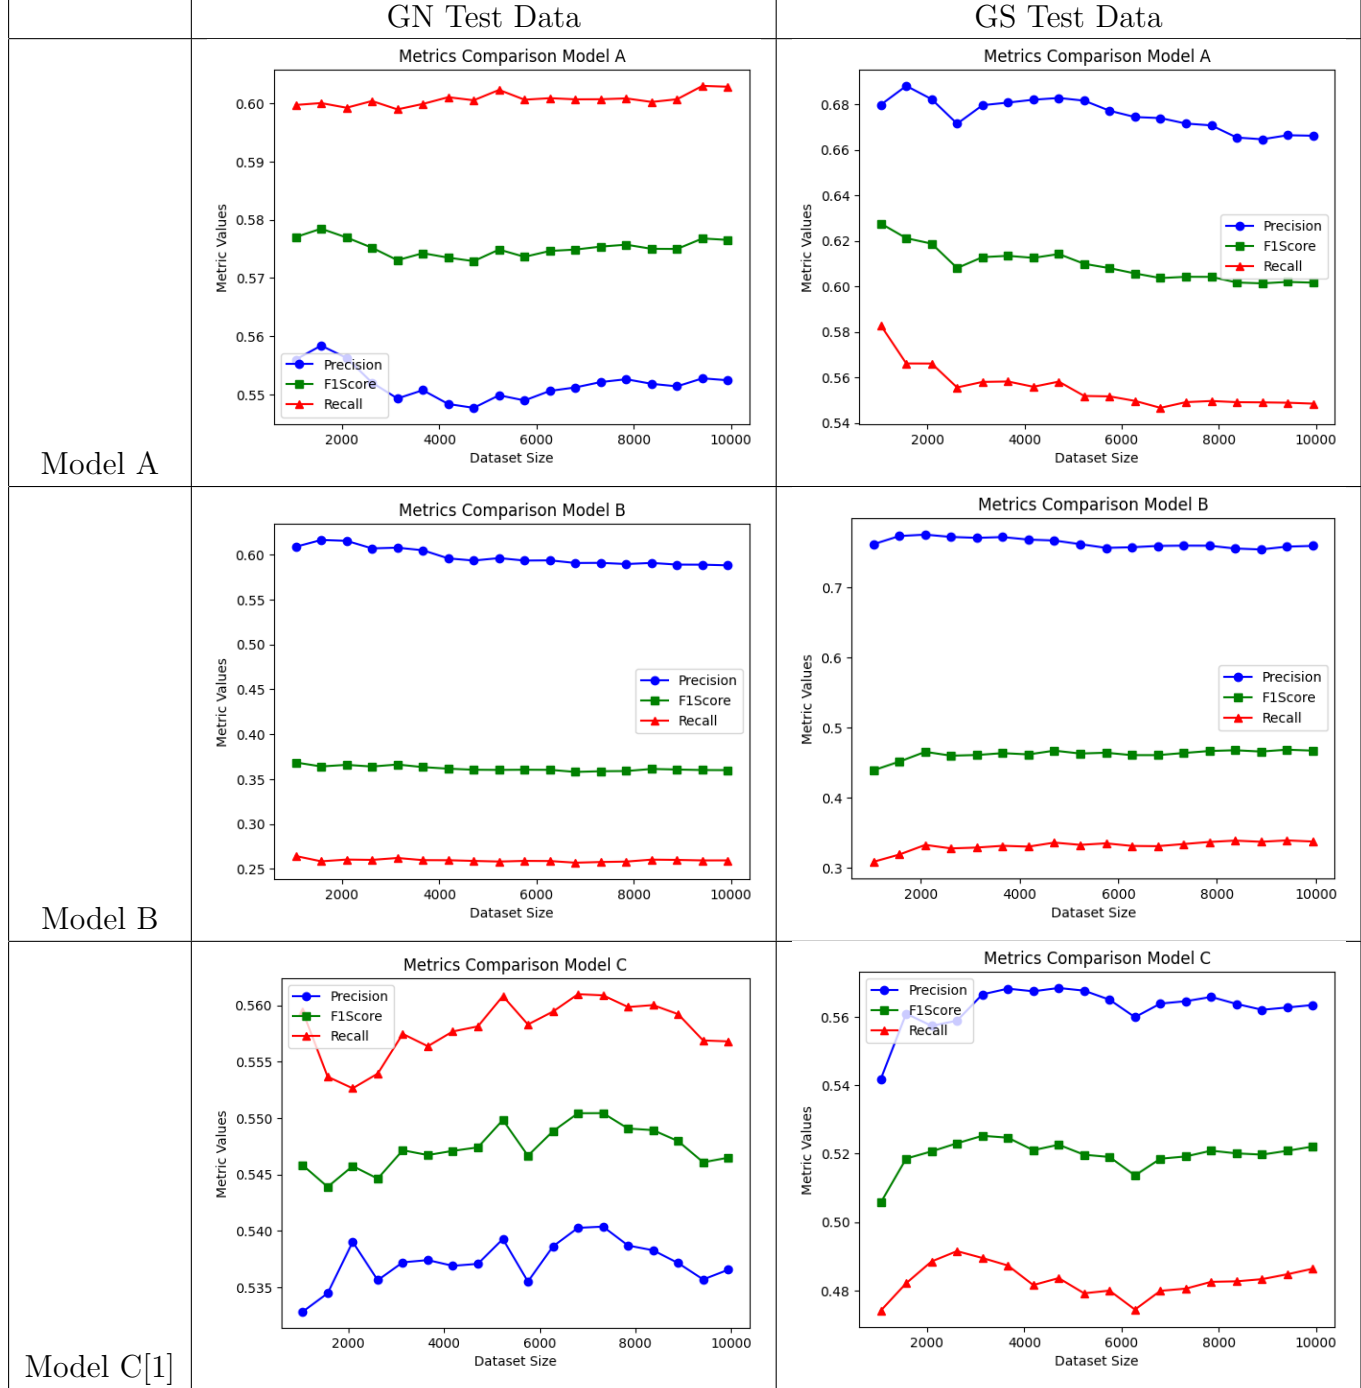 GN Test Data
GS Test Data
Model A
Metrics Comparison Model A
0.60
0.59
0.58
0.57
0.56
0.55
Metric Values
Precision
F1Score
Recall
2000 4000 6000 8000 10000
Dataset Size
Metrics Comparison Model A
0.68
0.66
0.64
0.62
0.60
0.58
0.56
0.54
Metric Values
Precision
F1Score
Recall
2000 4000 6000 8000 10000
Dataset Size
Model B
Metrics Comparison Model B
0.60
0.55
0.50
0.45
0.40
0.35
0.30
0.25
Metric Values
Precision
F1Score
Recall
2000 4000 6000 8000 10000
Dataset Size
Metrics Comparison Model B
0.7
0.6
0.5
0.4
0.3
Metric Values
Precision
F1Score
Recall
2000 4000 6000 8000 10000
Dataset Size
Model C[1]
Metrics Comparison Model C
0.560
0.555
0.550
0.545
0.540
0.535
Metric Values
Precision
F1Score
Recall
2000 4000 6000 8000 10000
Dataset Size
Metrics Comparison Model C
0.56
0.54
0.52
0.50
0.48
Metric Values
Precision
F1Score
Recall
2000 4000 6000 8000 10000
Dataset Size